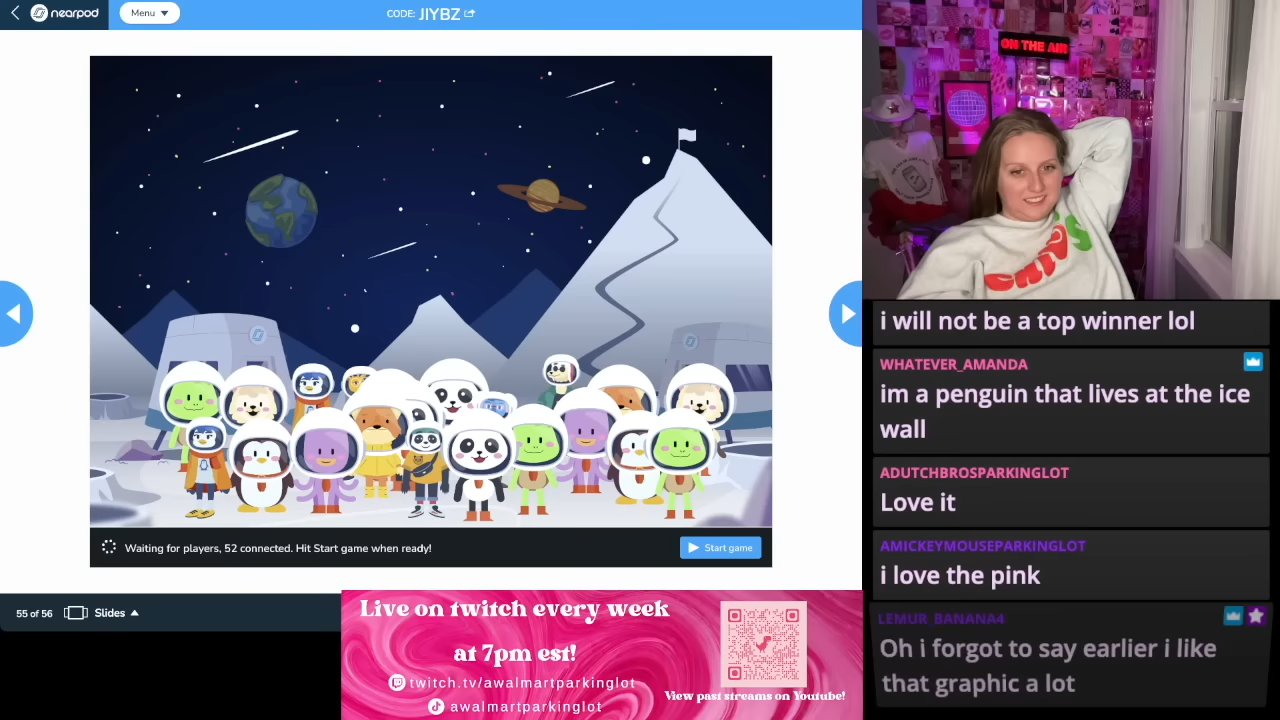 nearpod
Menu
CODE: JIYBZ
ON THE AIR
Waiting for players, 52 connected. Hit Start game when ready!
Start game
55 of 56
Slides
Live on twitch every week
at 7pm est!
twitch.tv/awalmartparkinglot
awalmartparkinglot
View past streams on Youtube!
i will not be a top winner lol
WHATEVER_AMANDA
im a penguin that lives at the ice
wall
ADUTCHBROSPARKINGLOT
Love it
AMICKEYMOUSEPARKINGLOT
i love the pink
LEMUR_BANANA4
Oh i forgot to say earlier i like
that graphic a lot